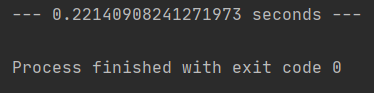 --- 0.22140908241271973 seconds ---
Process finished with exit code 0